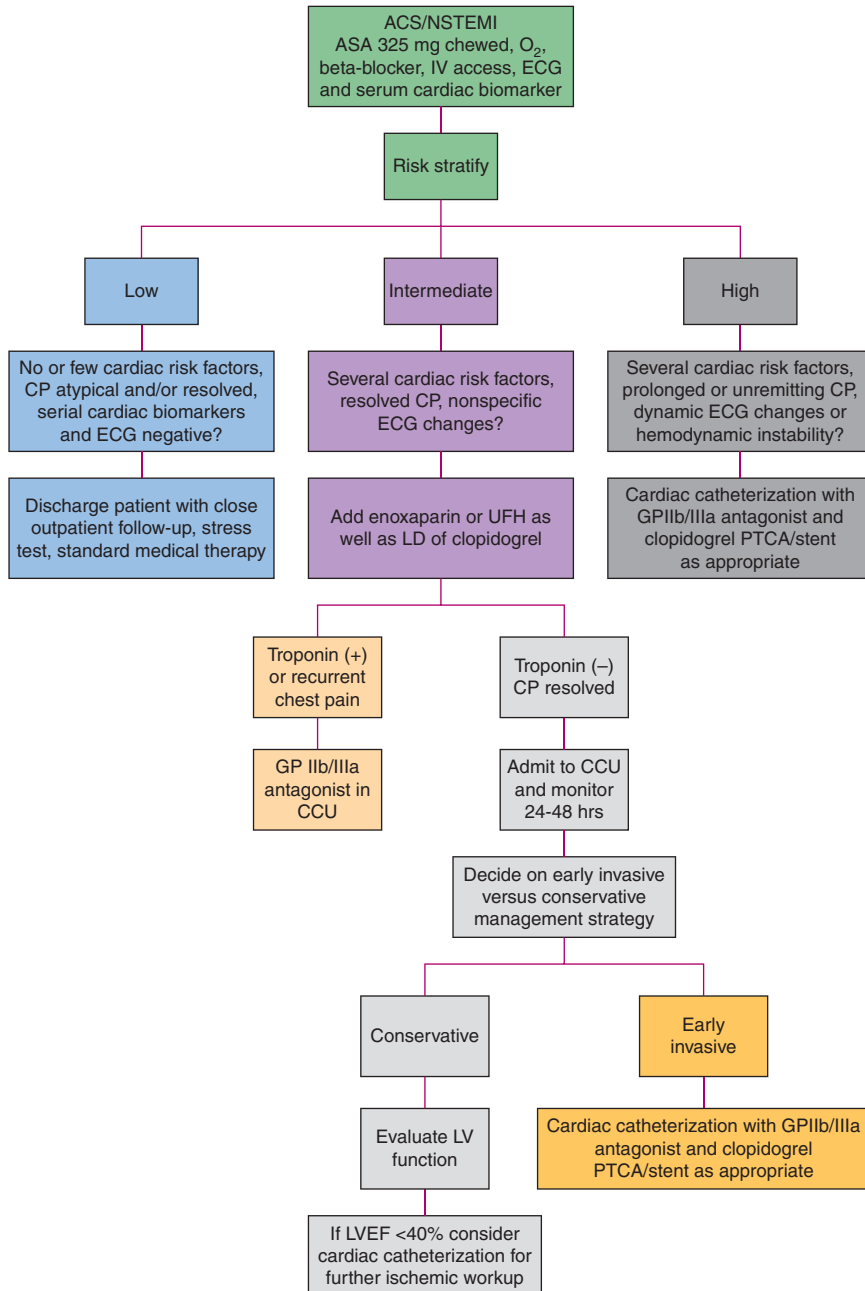 ACS/NSTEMI
ASA 325 mg chewed, O2,
beta-blocker, IV access, ECG
and serum cardiac biomarker
Risk stratify
Low
Intermediate
High
No or few cardiac risk factors,
CP atypical and/or resolved,
serial cardiac biomarkers
and ECG negative?
Several cardiac risk factors,
resolved CP, nonspecific
ECG changes?
Several cardiac risk factors,
prolonged or unremitting CP,
dynamic ECG changes or
hemodynamic instability?
Discharge patient with close
outpatient follow-up, stress
test, standard medical therapy
Add enoxaparin or UFH as
well as LD of clopidogrel
Cardiac catheterization with
GPIIb/IIIa antagonist and
clopidogrel PTCA/stent
as appropriate
Troponin (+)
or recurrent
chest pain
Troponin (–)
CP resolved
GP IIb/IIIa
antagonist in
CCU
Admit to CCU
and monitor
24-48 hrs
Decide on early invasive
versus conservative
management strategy
Conservative
Early
invasive
Evaluate LV
function
Cardiac catheterization with GPIIb/IIIa
antagonist and clopidogrel
PTCA/stent as appropriate
If LVEF <40% consider
cardiac catheterization for
further ischemic workup